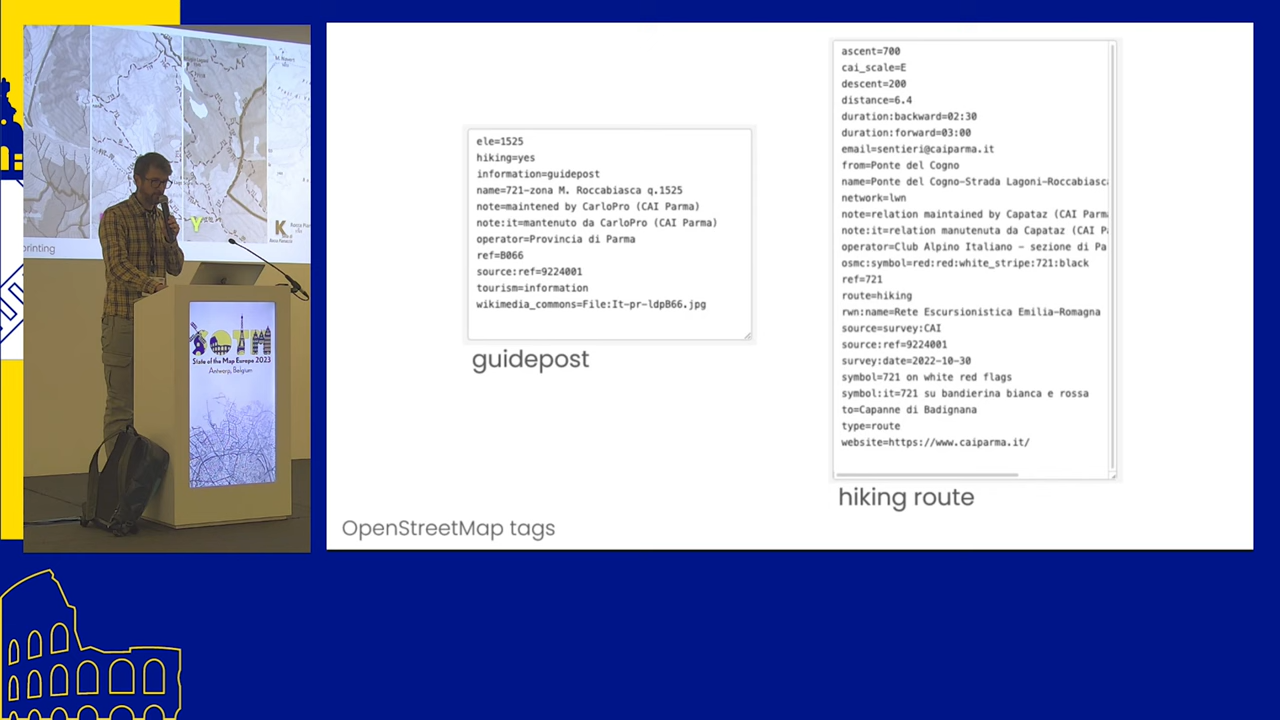 rinting
Y
K
SOTM
State of the Map Europe 2023
Antwerp, Belgium
ele=1525
hiking=yes
information=guidepost
name=721-zona M. Roccabiasca q.1525
note=maintened by CarloPro (CAI Parma)
note:it=mantenuto da CarloPro (CAI Parma)
operator=Provincia di Parma
ref=B066
source:ref=9224001
tourism=information
wikimedia_commons=File:It-pr-ldpB66.jpg
guidepost
ascent=700
cai_scale=E
descent=200
distance=6.4
duration:backward=02:30
duration:forward=03:00
email=sentieri@caiparma.it
from=Ponte del Cogno
name=Ponte del Cogno-Strada Lagoni-Roccabiasca
network=lwn
note=relation maintained by Capataz (CAI Parma
note:it=relation manutenuta da Capataz (CAI P
operator=Club Alpino Italiano - sezione di Pa
osmc:symbol=red:red:white_stripe:721:black
ref=721
route=hiking
rwn:name=Rete Escursionistica Emilia-Romagna
source=survey:CAI
source:ref=9224001
survey:date=2022-10-30
symbol=721 on white red flags
symbol:it=721 su bandierina bianca e rossa
to=Capanne di Badignana
type=route
website=https://www.caiparma.it/
hiking route
OpenStreetMap tags